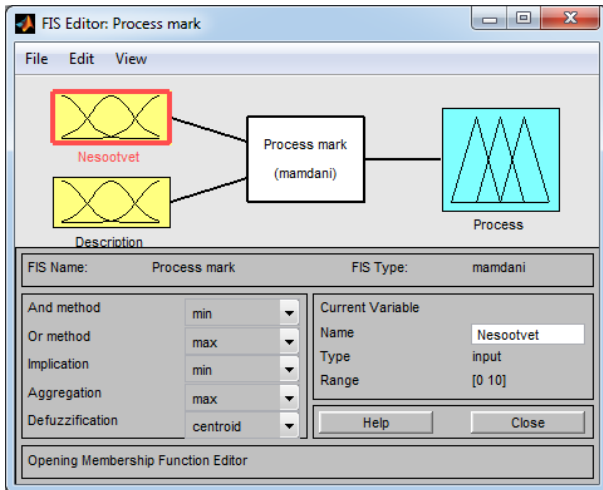 FIS Editor: Process mark
File Edit View
Nesootvet
Description
Process mark
(mamdani)
Process
FIS Name: Process mark FIS Type: mamdani
And method min
Or method max
Implication min
Aggregation max
Defuzzification centroid
Current Variable
Name Nesootvet
Type input
Range [0 10]
Help Close
Opening Membership Function Editor